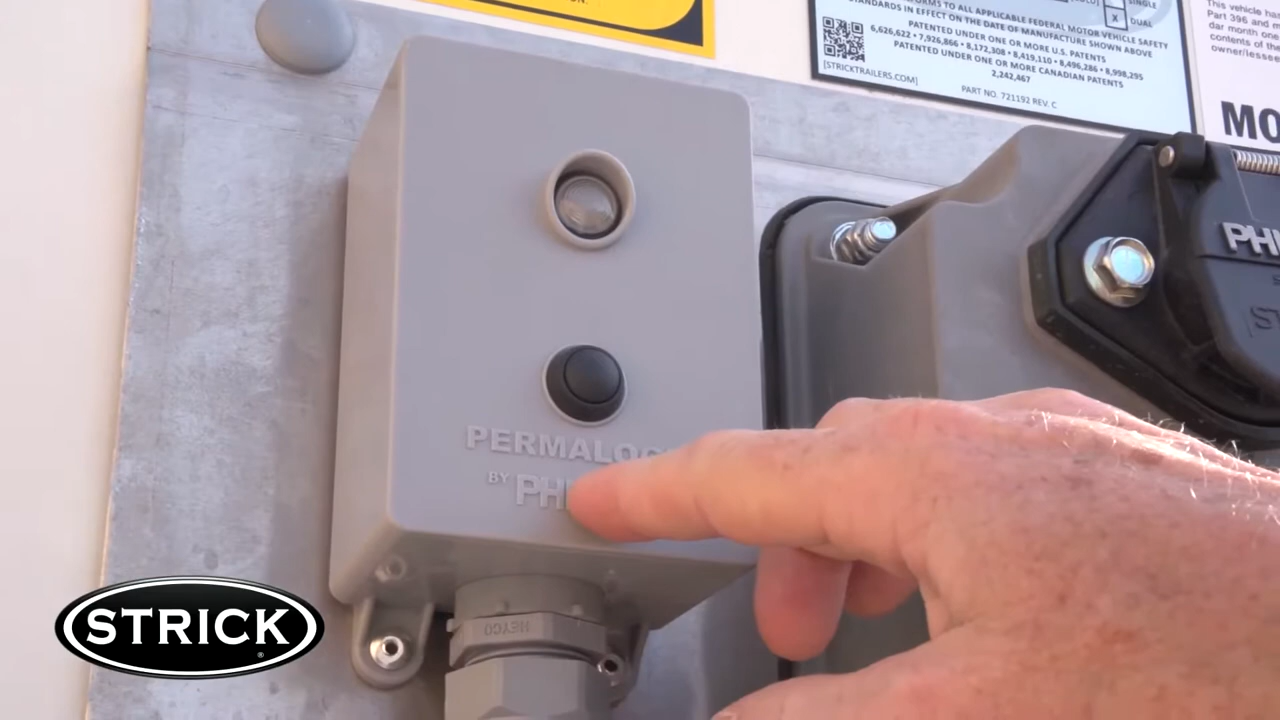 ON.
SINGLE
X DUAL
TO ALL APPLICABLE FEDERAL MOTOR VEHICLE SAFETY
STANDARDS IN EFFECT ON THE DATE OF MANUFACTURE SHOWN ABOVE
PATENTED UNDER ONE OR MORE U.S. PATENTS
6,626,622 • 7,926,866 • 8,172,308 • 8,419,110 • 8,496,286 • 8,998,295
PATENTED UNDER ONE OR MORE CANADIAN PATENTS
2,242,467
[STRICKTRAILERS.COM]
PART NO. 721192 REV. C
This vehicle
Part 396 and
dar month
contents of the
owner/lessee
MO
PERMALO
BY PH
PH
ST
HEYCO
STRICK